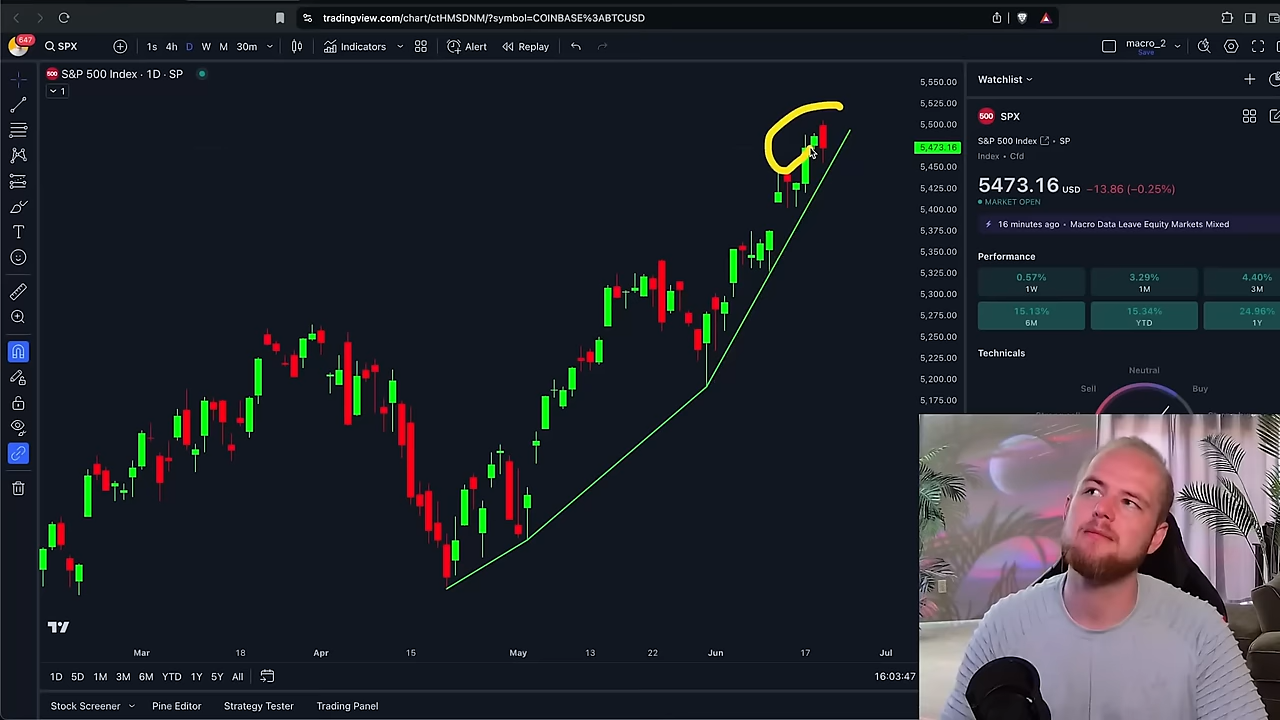 tradingview.com/chart/ctHMSDNM/?symbol=COINBASE%3ABTCUSD
647
SPX
1s 4h D W M 30m
Indicators
Alert
Replay
macro_2
Save
500 S&P 500 Index · 1D · SP
1
5,550.00
5,525.00
5,500.00
5,473.16
5,450.00
5,425.00
5,400.00
5,375.00
5,350.00
5,325.00
5,300.00
5,275.00
5,250.00
5,225.00
5,200.00
5,175.00
Mar 18 Apr 15 May 13 22 Jun 17 Jul
1D 5D 1M 3M 6M YTD 1Y 5Y All
16:03:47
Stock Screener Pine Editor Strategy Tester Trading Panel
Watchlist
500 SPX
S&P 500 Index · SP
Index · Cfd
5473.16 USD −13.86 (−0.25%)
MARKET OPEN
16 minutes ago · Macro Data Leave Equity Markets Mixed
Performance
0.57% 3.29% 4.40%
1W 1M 3M
15.13% 15.34% 24.96%
6M YTD 1Y
Technicals
Neutral
Sell Buy